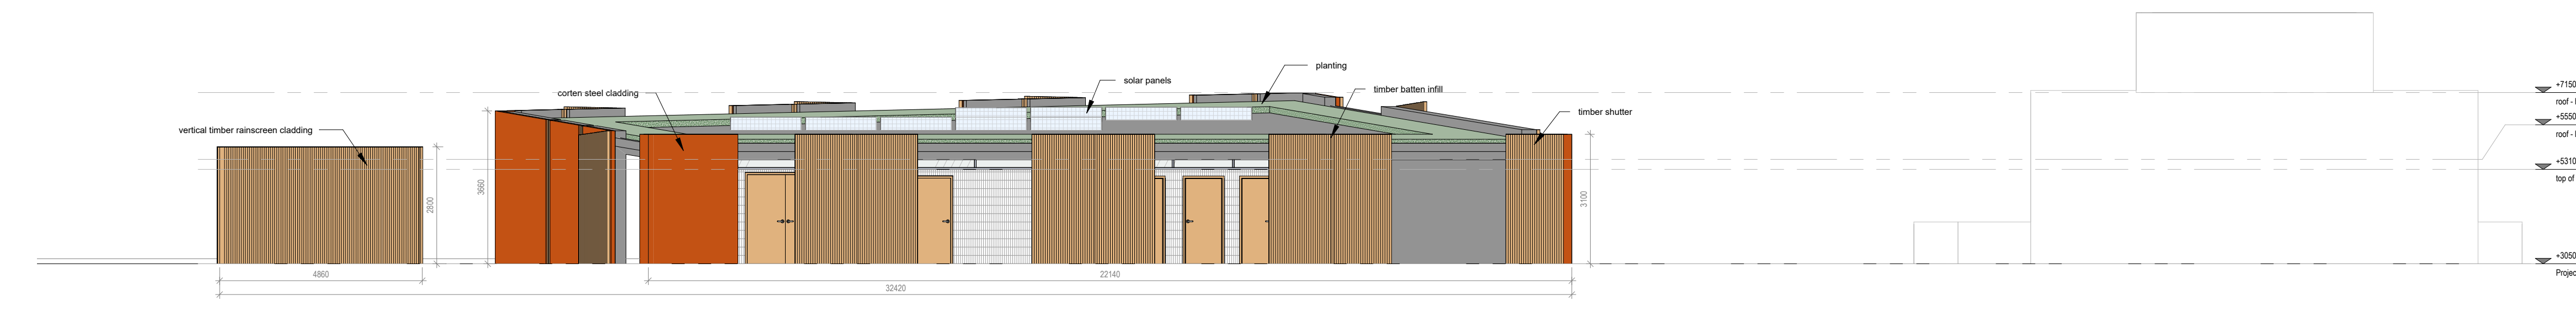 planting
solar panels
timber batten infill
corten steel cladding
timber shutter
vertical timber rainscreen cladding
+7150
roof -
+5550
roof -
+5310
top of
3660
2800
3100
+3050
4860
22140
32420